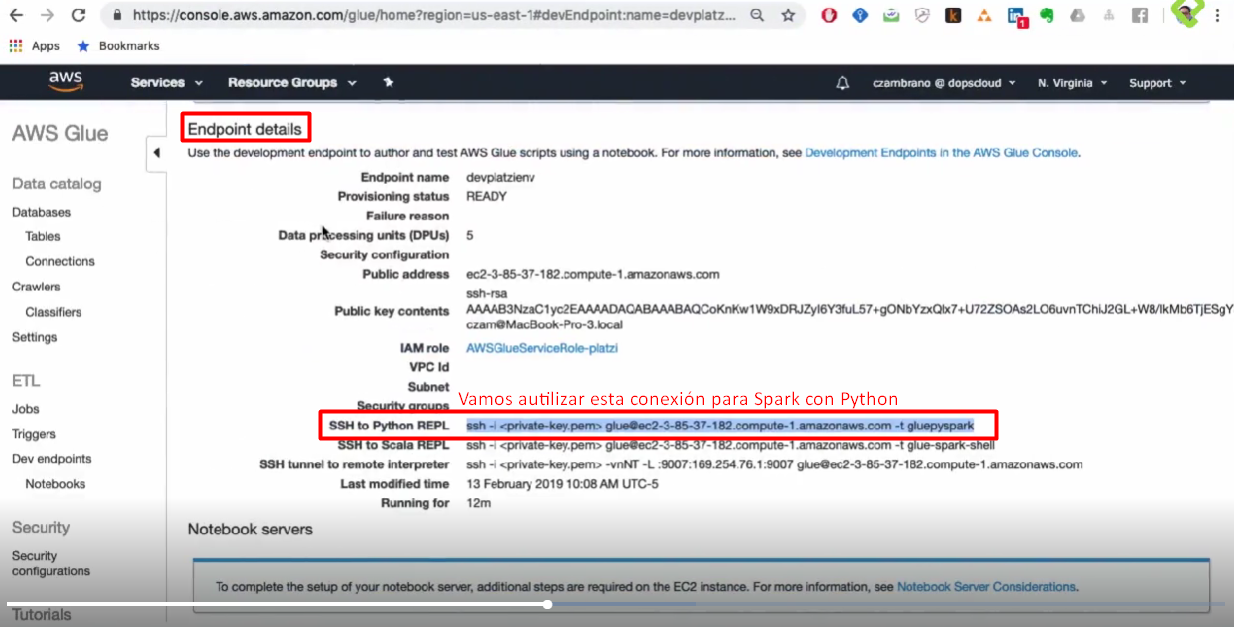 https://console.aws.amazon.com/glue/home?region=us-east-1#devEndpoint:name=devplatz...
Apps
Bookmarks
aws
Services
Resource Groups
czambrano @ dopscloud
N. Virginia
Support
AWS Glue
Data catalog
Databases
Tables
Connections
Crawlers
Classifiers
Settings
ETL
Jobs
Triggers
Dev endpoints
Notebooks
Security
Security
configurations
Tutorials
Endpoint details
Use the development endpoint to author and test AWS Glue scripts using a notebook. For more information, see Development Endpoints in the AWS Glue Console.
Endpoint name devplatzienv
Provisioning status READY
Failure reason
Data processing units (DPUs) 5
Security configuration
Public address ec2-3-85-37-182.compute-1.amazonaws.com
ssh-rsa
Public key contents AAAAB3NzaC1yc2EAAAADAQABAAABAQCoKnKw1W9xDRJZyI6Y3fuL57+gONbYzxQlx7+U72ZSOAs2LO6uvnTChiJ2GL+W8/IkMb6TjESgY
czam@MacBook-Pro-3.local
IAM role AWSGlueServiceRole-platzi
VPC Id
Subnet
Security groups
Vamos autilizar esta conexión para Spark con Python
SSH to Python REPL ssh -i <private-key.pem> glue@ec2-3-85-37-182.compute-1.amazonaws.com -t gluepyspark
SSH to Scala REPL ssh -i <private-key.pem> glue@ec2-3-85-37-182.compute-1.amazonaws.com -t glue-spark-shell
SSH tunnel to remote interpreter ssh -i <private-key.pem> -vnNT -L :9007:169.254.76.1:9007 glue@ec2-3-85-37-182.compute-1.amazonaws.com
Last modified time 13 February 2019 10:08 AM UTC-5
Running for 12m
Notebook servers
To complete the setup of your notebook server, additional steps are required on the EC2 instance. For more information, see Notebook Server Considerations.